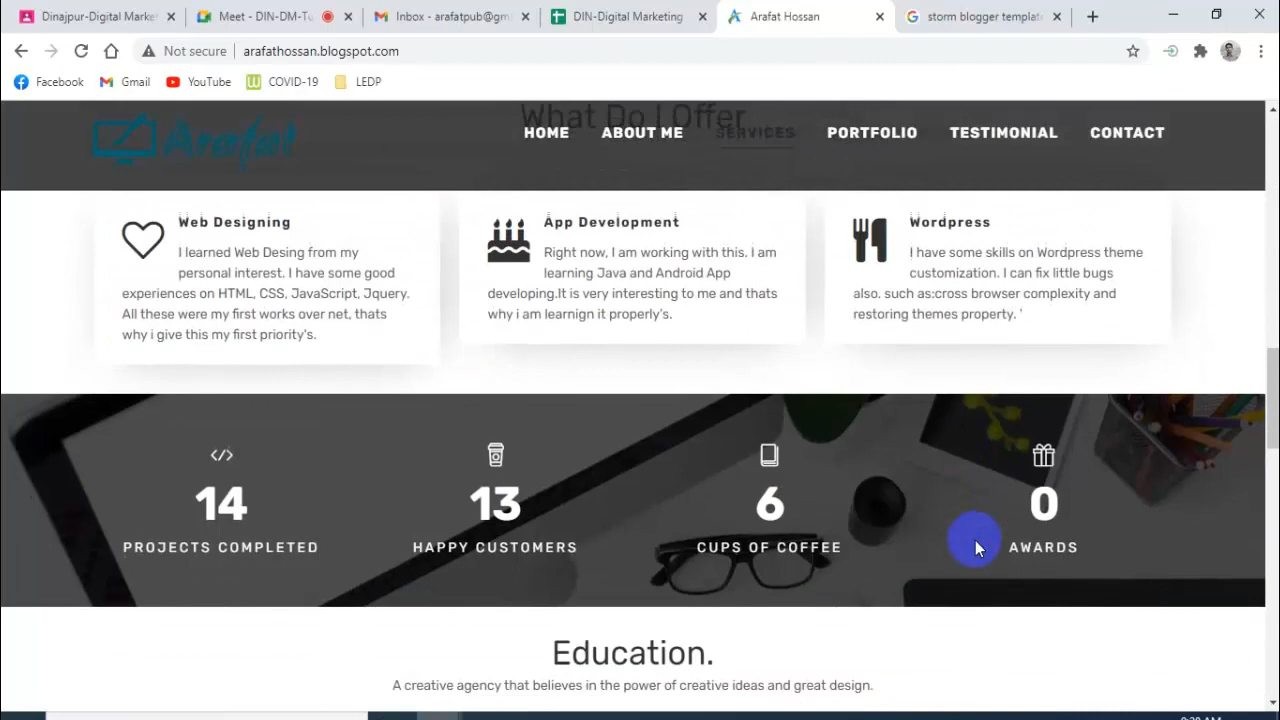 Dinajpur-Digital Market
Meet - DIN-DM-To
Inbox - arafatpub@gm
DIN-Digital Marketing
Arafat Hossan
storm blogger template
Not secure
arafathossan.blogspot.com
Facebook
Gmail
YouTube
COVID-19
LEDP
What Do I Offer
Arafat
HOME
ABOUT ME
SERVICES
PORTFOLIO
TESTIMONIAL
CONTACT
Web Designing
I learned Web Desing from my
personal interest. I have some good
experiences on HTML, CSS, JavaScript, Jquery.
All these were my first works over net, thats
why i give this my first priority's.
App Development
Right now, I am working with this. i am
learning Java and Android App
developing.It is very interesting to me and thats
why i am learnign it properly's.
Wordpress
I have some skills on Wordpress theme
customization. I can fix little bugs
also. such as:cross browser complexity and
restoring themes property. '
14
PROJECTS COMPLETED
13
HAPPY CUSTOMERS
6
CUPS OF COFFEE
0
AWARDS
Education.
A creative agency that believes in the power of creative ideas and great design.